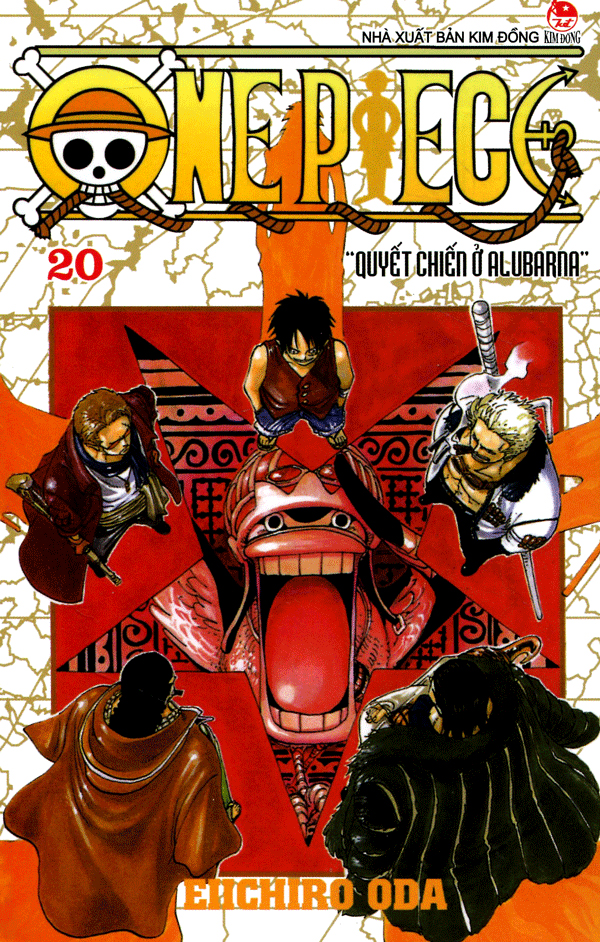 NHÀ XUẤT BẢN KIM ĐỒNG
KIM ĐỒNG
ONE PIECE
20
"QUYẾT CHIẾN Ở ALUBARNA"
EIICHIRO ODA